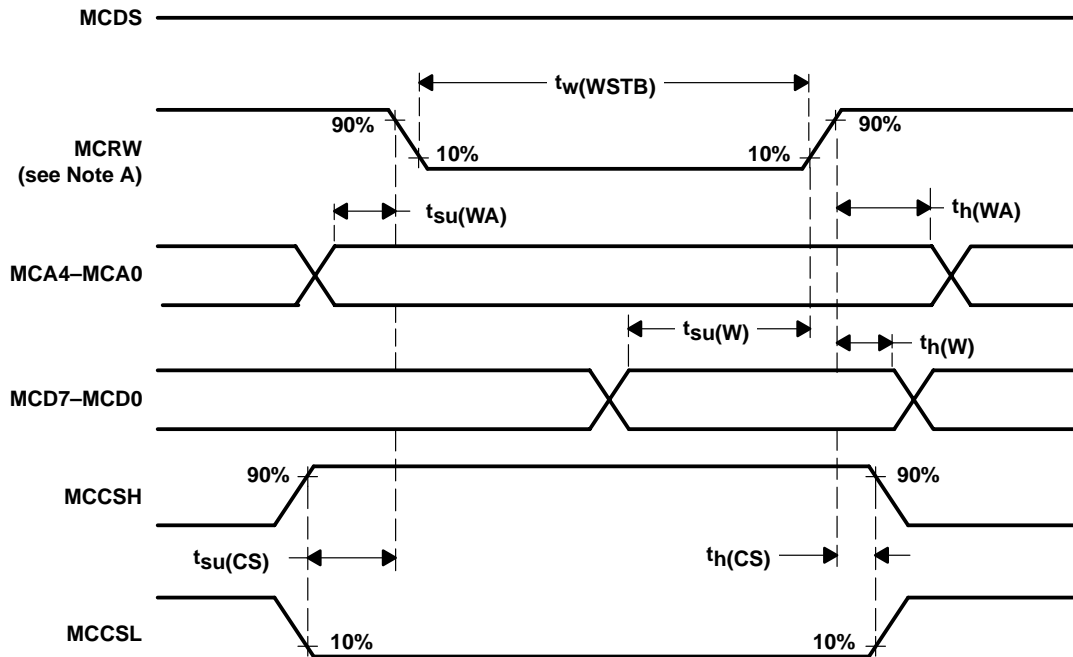 MCDS
tw(WSTB)
90%
90%
MCRW
(see Note A)
10%
10%
tsu(WA)
th(WA)
MCA4–MCA0
tsu(W)
th(W)
MCD7–MCD0
90%
90%
MCCSH
tsu(CS)
th(CS)
MCCSL
10%
10%